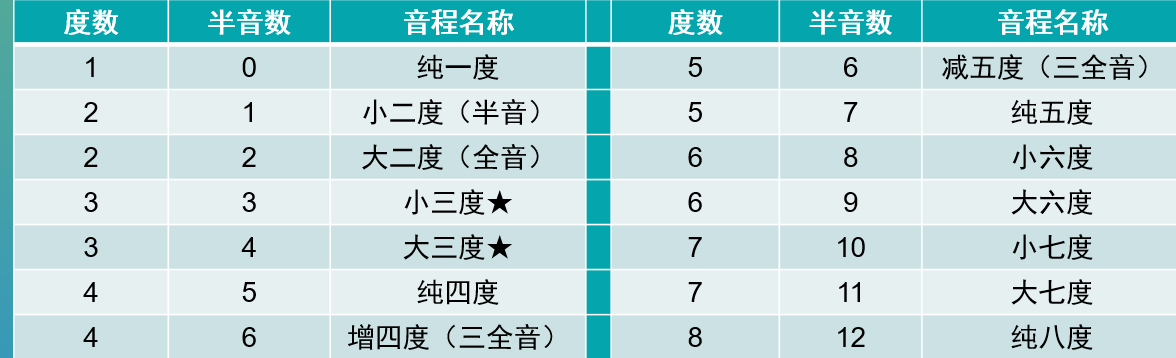 度数 半音数 音程名称 度数 半音数 音程名称
1 0 纯一度 5 6 减五度（三全音）
2 1 小二度（半音） 5 7 纯五度
2 2 大二度（全音） 6 8 小六度
3 3 小三度★ 6 9 大六度
3 4 大三度★ 7 10 小七度
4 5 纯四度 7 11 大七度
4 6 增四度（三全音） 8 12 纯八度